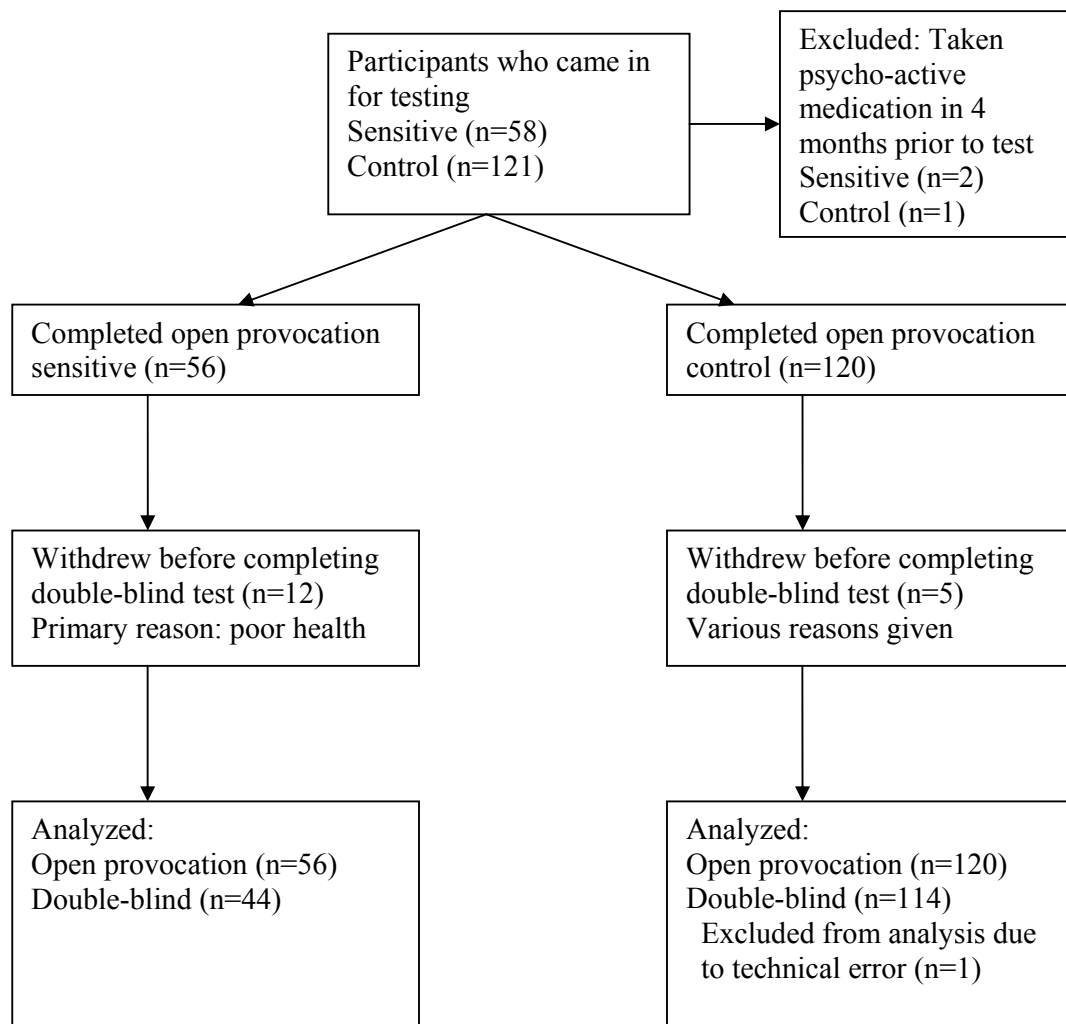 Participants who came in
for testing
Sensitive (n=58)
Control (n=121)
Excluded: Taken
psycho-active
medication in 4
months prior to test
Sensitive (n=2)
Control (n=1)
Completed open provocation
sensitive (n=56)
Completed open provocation
control (n=120)
Withdrew before completing
double-blind test (n=12)
Primary reason: poor health
Withdrew before completing
double-blind test (n=5)
Various reasons given
Analyzed:
Open provocation (n=56)
Double-blind (n=44)
Analyzed:
Open provocation (n=120)
Double-blind (n=114)
Excluded from analysis due
to technical error (n=1)